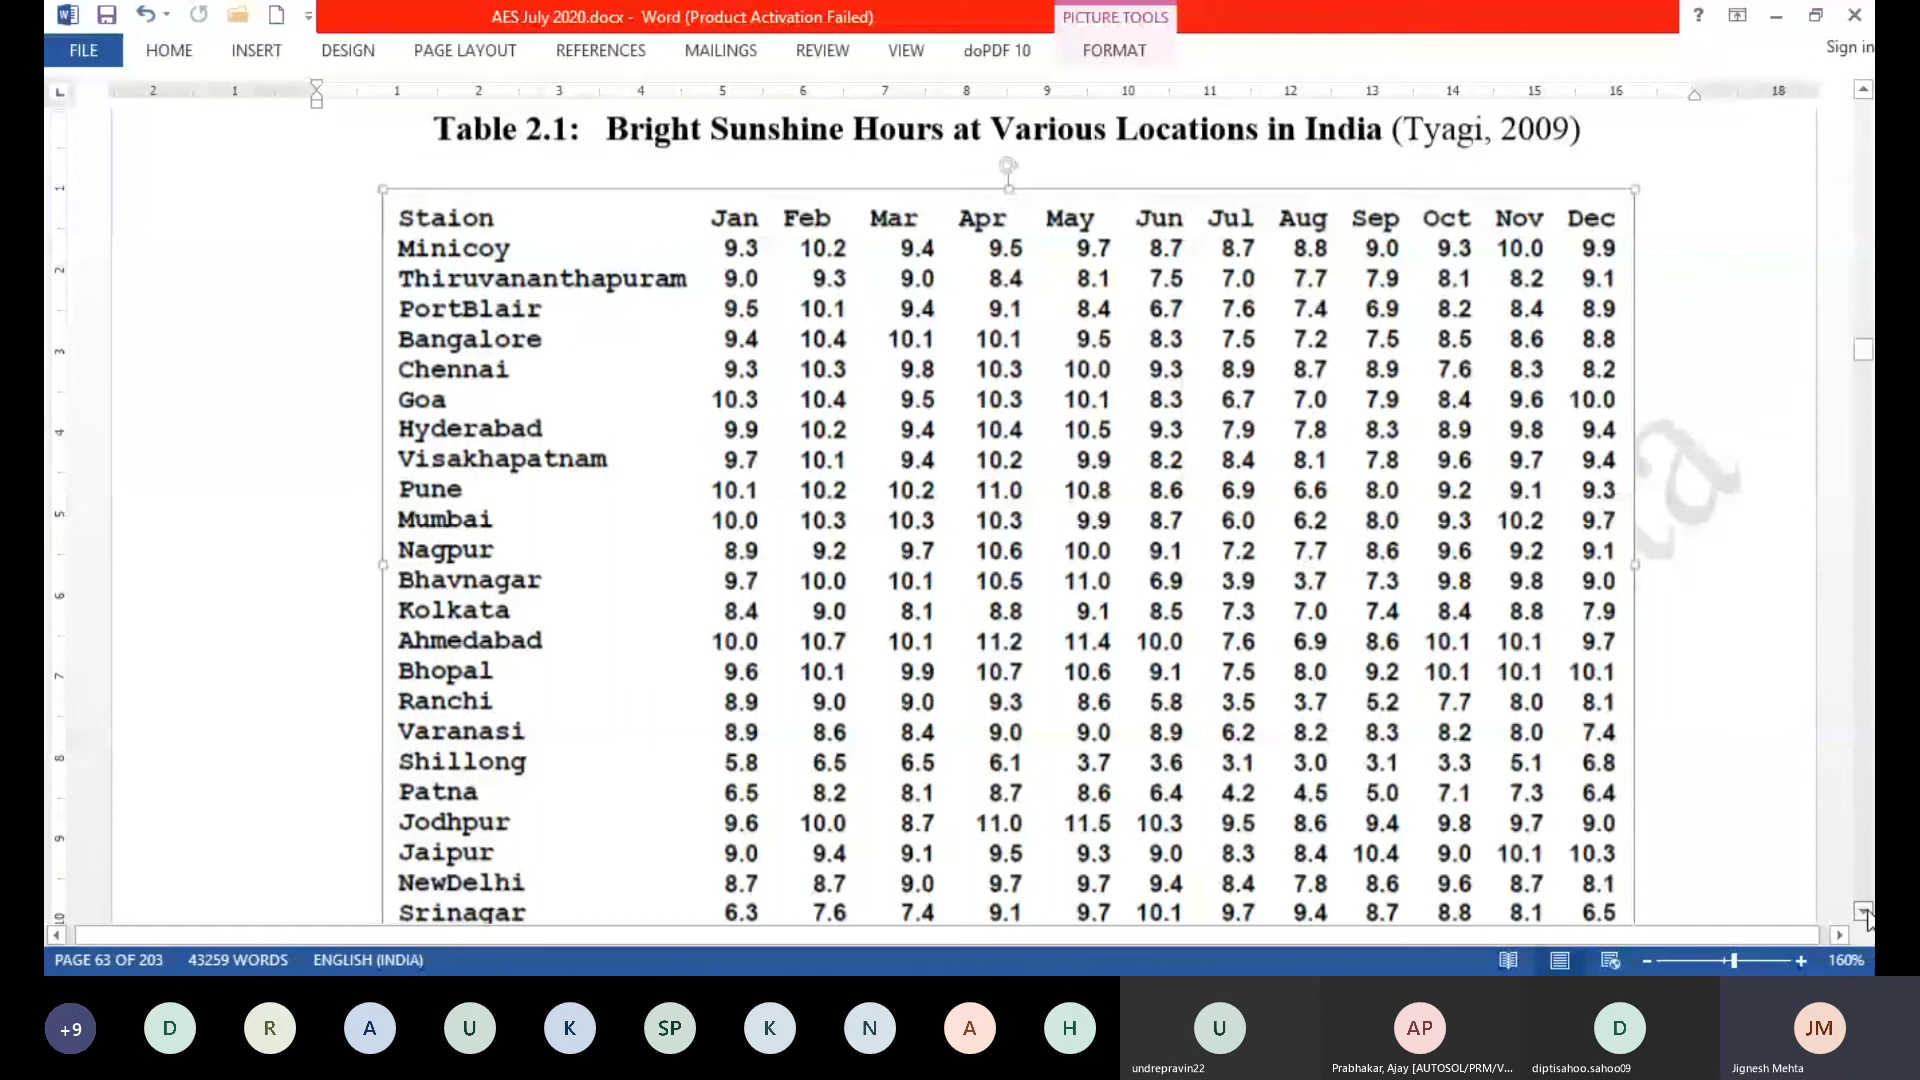 AES July 2020.docx - Word (Product Activation Failed)
PICTURE TOOLS
?
Sign in
FILE HOME INSERT DESIGN PAGE LAYOUT REFERENCES MAILINGS REVIEW VIEW doPDF 10 FORMAT
2 1 1 2 3 4 5 6 7 8 9 10 11 12 13 14 15 16 18
Table 2.1: Bright Sunshine Hours at Various Locations in India (Tyagi, 2009)
Staion Jan Feb Mar Apr May Jun Jul Aug Sep Oct Nov Dec
Minicoy 9.3 10.2 9.4 9.5 9.7 8.7 8.7 8.8 9.0 9.3 10.0 9.9
Thiruvananthapuram 9.0 9.3 9.0 8.4 8.1 7.5 7.0 7.7 7.9 8.1 8.2 9.1
PortBlair 9.5 10.1 9.4 9.1 8.4 6.7 7.6 7.4 6.9 8.2 8.4 8.9
Bangalore 9.4 10.4 10.1 10.1 9.5 8.3 7.5 7.2 7.5 8.5 8.6 8.8
Chennai 9.3 10.3 9.8 10.3 10.0 9.3 8.9 8.7 8.9 7.6 8.3 8.2
Goa 10.3 10.4 9.5 10.3 10.1 8.3 6.7 7.0 7.9 8.4 9.6 10.0
Hyderabad 9.9 10.2 9.4 10.4 10.5 9.3 7.9 7.8 8.3 8.9 9.8 9.4
Visakhapatnam 9.7 10.1 9.4 10.2 9.9 8.2 8.4 8.1 7.8 9.6 9.7 9.4
Pune 10.1 10.2 10.2 11.0 10.8 8.6 6.9 6.6 8.0 9.2 9.1 9.3
Mumbai 10.0 10.3 10.3 10.3 9.9 8.7 6.0 6.2 8.0 9.3 10.2 9.7
Nagpur 8.9 9.2 9.7 10.6 10.0 9.1 7.2 7.7 8.6 9.6 9.2 9.1
Bhavnagar 9.7 10.0 10.1 10.5 11.0 6.9 3.9 3.7 7.3 9.8 9.8 9.0
Kolkata 8.4 9.0 8.1 8.8 9.1 8.5 7.3 7.0 7.4 8.4 8.8 7.9
Ahmedabad 10.0 10.7 10.1 11.2 11.4 10.0 7.6 6.9 8.6 10.1 10.1 9.7
Bhopal 9.6 10.1 9.9 10.7 10.6 9.1 7.5 8.0 9.2 10.1 10.1 10.1
Ranchi 8.9 9.0 9.0 9.3 8.6 5.8 3.5 3.7 5.2 7.7 8.0 8.1
Varanasi 8.9 8.6 8.4 9.0 9.0 8.9 6.2 8.2 8.3 8.2 8.0 7.4
Shillong 5.8 6.5 6.5 6.1 3.7 3.6 3.1 3.0 3.1 3.3 5.1 6.8
Patna 6.5 8.2 8.1 8.7 8.6 6.4 4.2 4.5 5.0 7.1 7.3 6.4
Jodhpur 9.6 10.0 8.7 11.0 11.5 10.3 9.5 8.6 9.4 9.8 9.7 9.0
Jaipur 9.0 9.4 9.1 9.5 9.3 9.0 8.3 8.4 10.4 9.0 10.1 10.3
NewDelhi 8.7 8.7 9.0 9.7 9.7 9.4 8.4 7.8 8.6 9.6 8.7 8.1
Srinagar 6.3 7.6 7.4 9.1 9.7 10.1 9.7 9.4 8.7 8.8 8.1 6.5
1
2
3
4
5
6
7
8
9
10
a
PAGE 63 OF 203 43259 WORDS ENGLISH (INDIA) 160%
+9 D R A U K SP K N A H U AP D JM
undrepravin22 Prabhakar, Ajay [AUTOSOL/PRM/V... diptisahoo.sahoo09 Jignesh Mehta